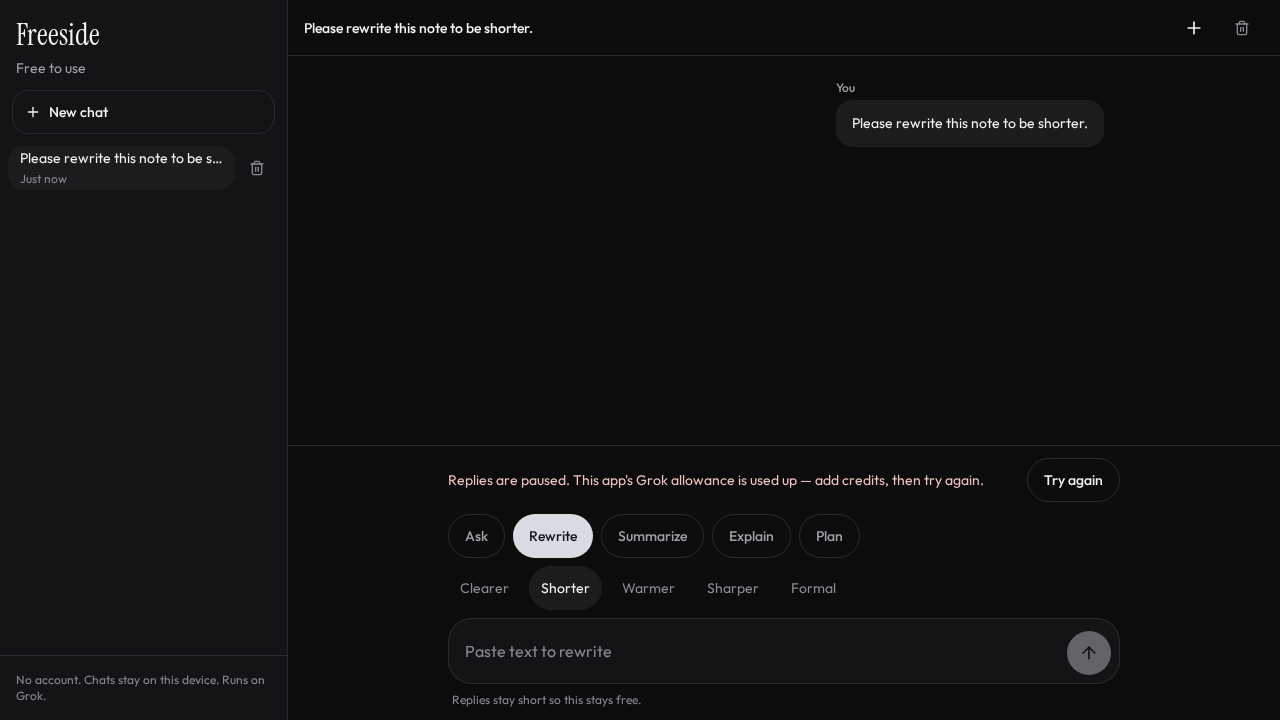 Freeside
Free to use
New chat
Please rewrite this note to be s...
Just now
No account. Chats stay on this device. Runs on
Grok.
Please rewrite this note to be shorter.
You
Please rewrite this note to be shorter.
Replies are paused. This app's Grok allowance is used up — add credits, then try again.
Try again
Ask
Rewrite
Summarize
Explain
Plan
Clearer
Shorter
Warmer
Sharper
Formal
Paste text to rewrite
Replies stay short so this stays free.